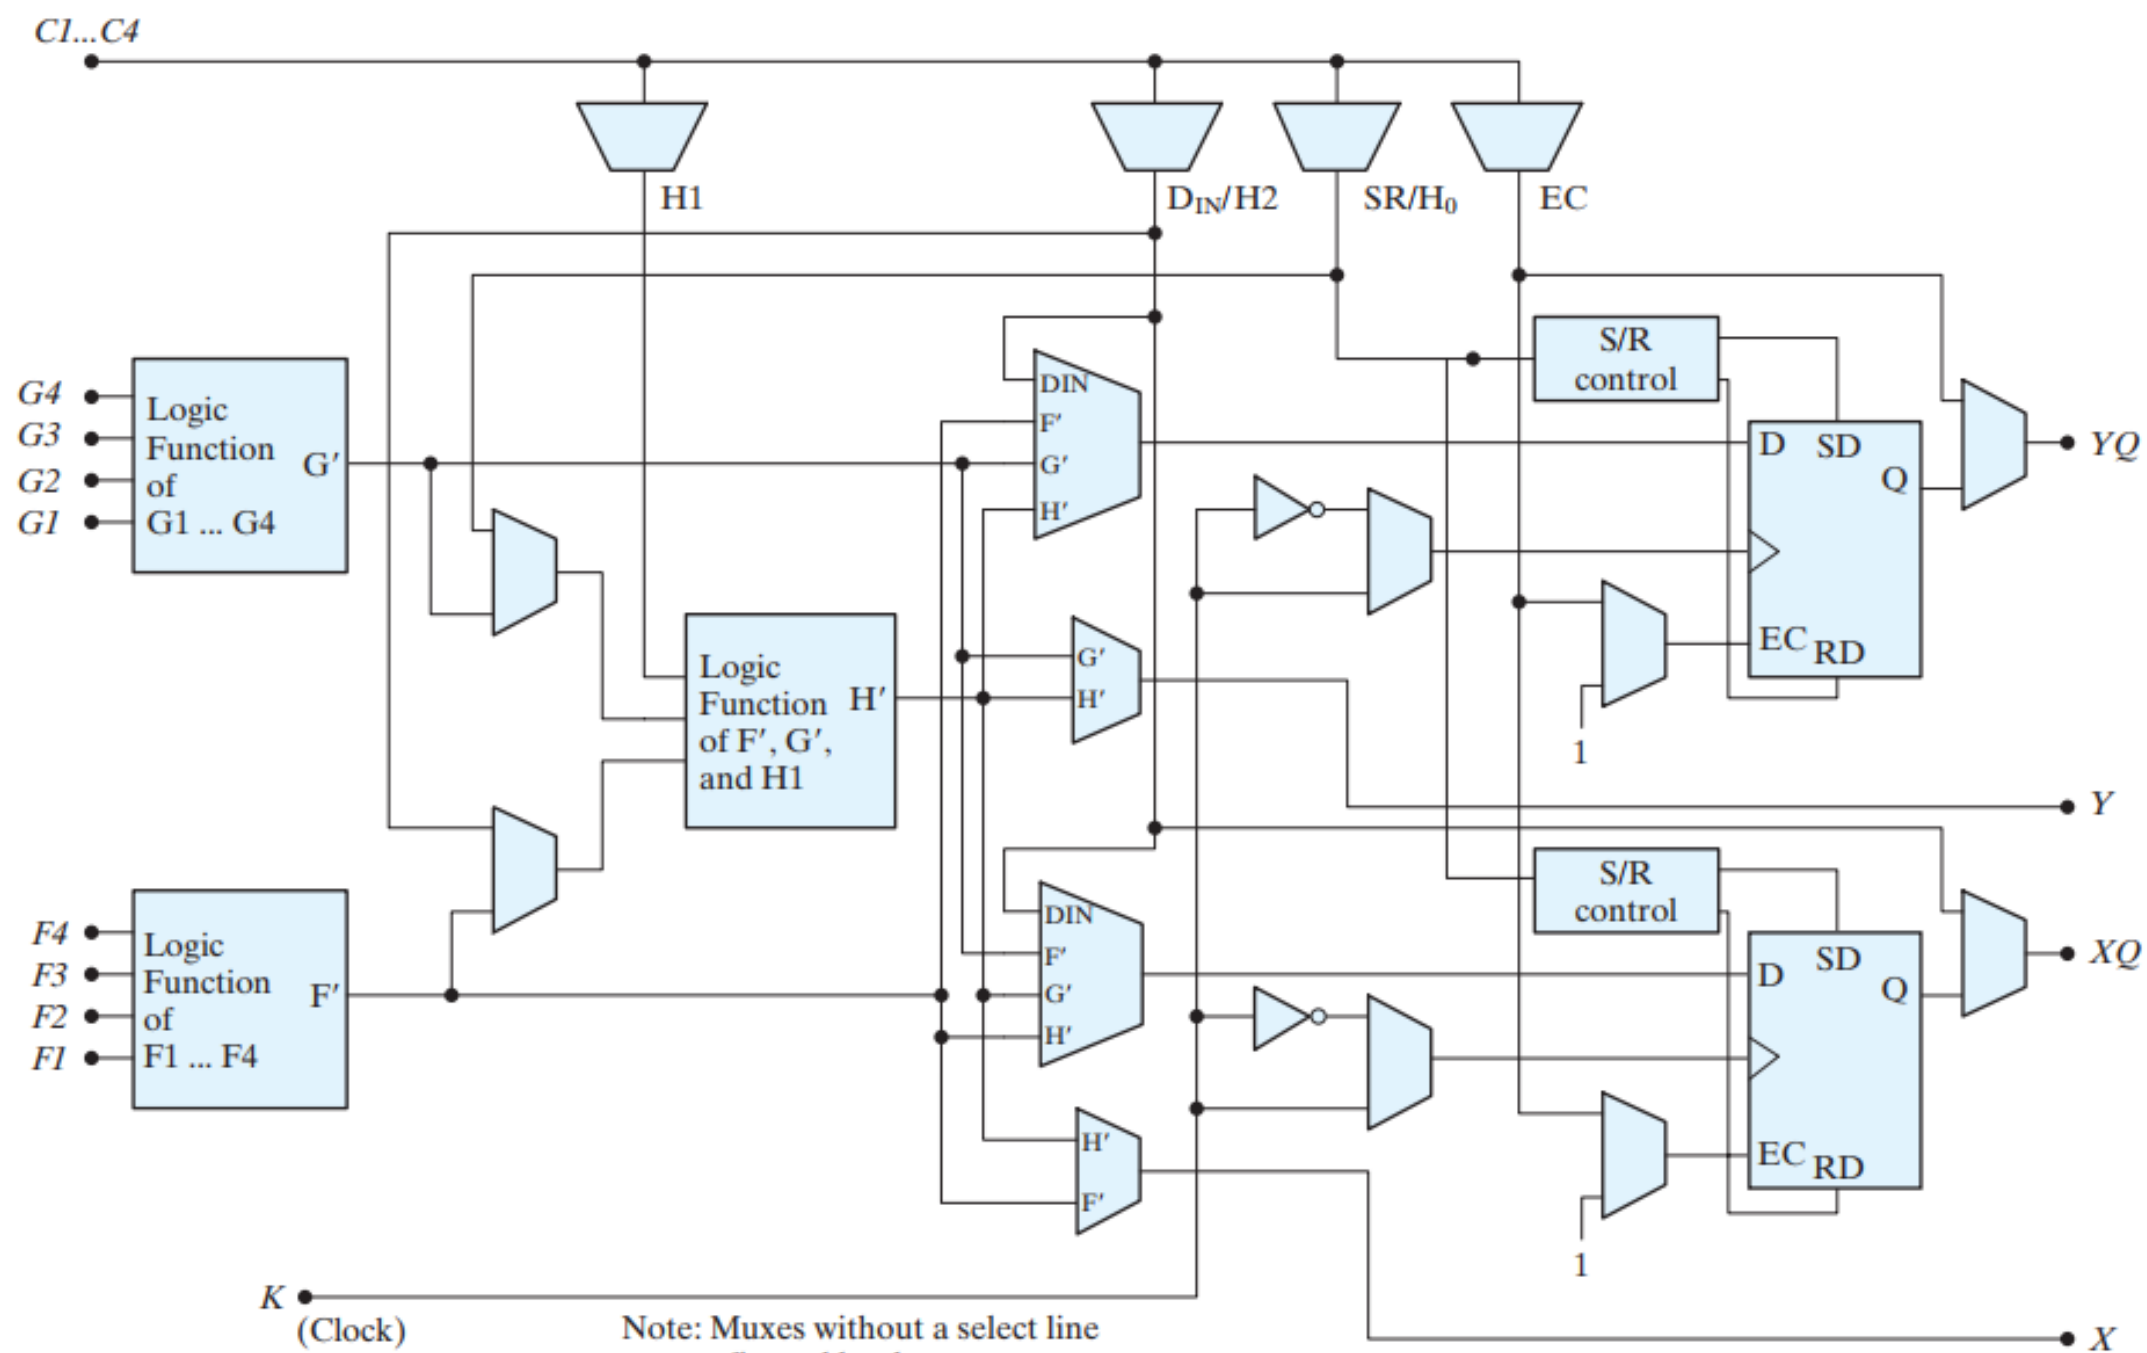 C1...C4
H1
D_IN/H2
SR/H_0
EC
S/R
control
G4
G3
G2
G1
Logic
Function
of
G1 ... G4
G′
DIN
F′
G′
H′
D
SD
Q
EC
RD
YQ
1
Logic
Function
of F′, G′,
and H1
H′
G′
H′
Y
S/R
control
F4
F3
F2
F1
Logic
Function
of
F1 ... F4
F′
DIN
F′
G′
H′
D
SD
Q
EC
RD
XQ
1
H′
F′
K
(Clock)
Note: Muxes without a select line
X